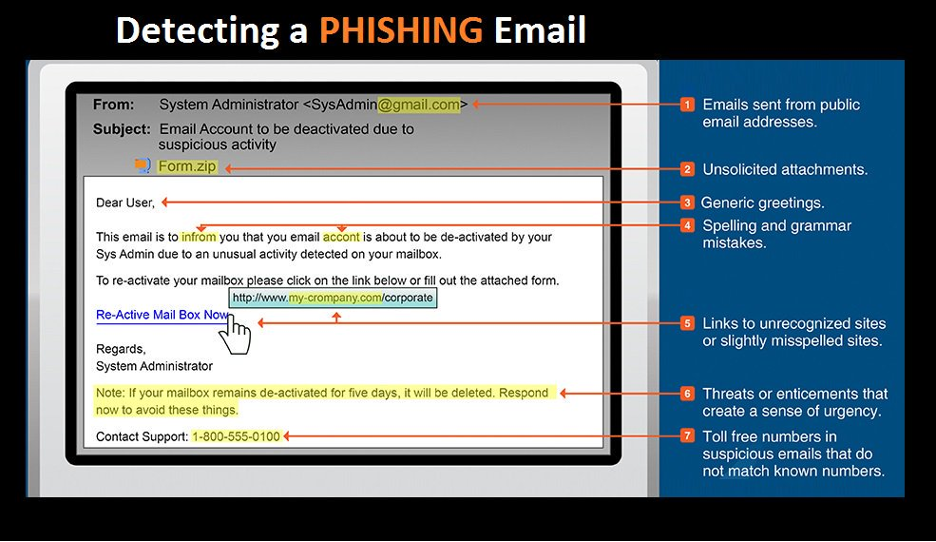 Detecting a PHISHING Email
From: System Administrator <SysAdmin@gmail.com>
Subject: Email Account to be deactivated due to
suspicious activity
Form.zip
Dear User,
This email is to infrom you that you email accont is about to be de-activated by your
Sys Admin due to an unusual activity detected on your mailbox.
To re-activate your mailbox please click on the link below or fill out the attached form.
http://www.my-crompany.com/corporate
Re-Active Mail Box Now
Regards,
System Administrator
Note: If your mailbox remains de-activated for five days, it will be deleted. Respond
now to avoid these things.
Contact Support: 1-800-555-0100
1 Emails sent from public
email addresses.
2 Unsolicited attachments.
3 Generic greetings.
4 Spelling and grammar
mistakes.
5 Links to unrecognized sites
or slightly misspelled sites.
6 Threats or enticements that
create a sense of urgency.
7 Toll free numbers in
suspicious emails that do
not match known numbers.